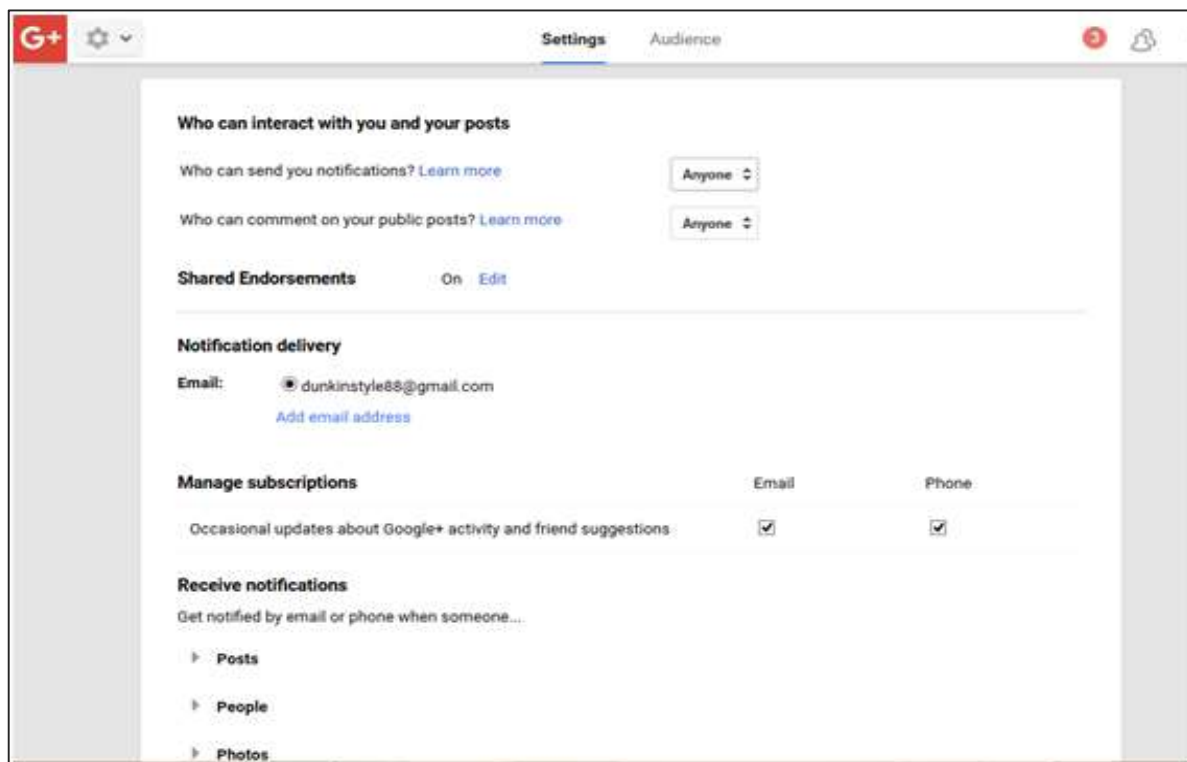 G+
Settings Audience 3
Who can interact with you and your posts
Who can send you notifications? Learn more Anyone
Who can comment on your public posts? Learn more Anyone
Shared Endorsements On Edit
Notification delivery
Email: dunkinstyle88@gmail.com
Add email address
Manage subscriptions Email Phone
Occasional updates about Google+ activity and friend suggestions
Receive notifications
Get notified by email or phone when someone...
Posts
People
Photos